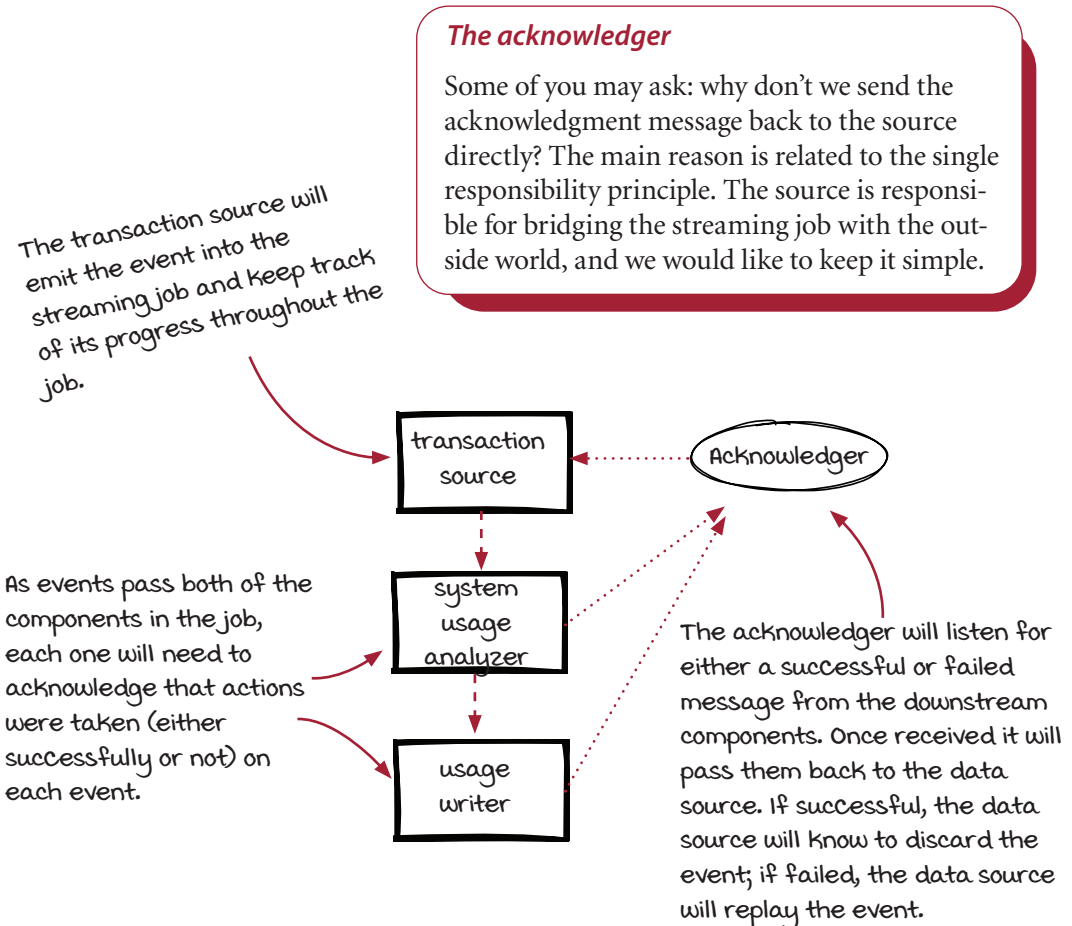 The acknowledger
Some of you may ask: why don’t we send the
acknowledgment message back to the source
directly? The main reason is related to the single
responsibility principle. The source is responsi-
ble for bridging the streaming job with the out-
side world, and we would like to keep it simple.
The transaction source will
emit the event into the
streaming job and keep track
of its progress throughout the
job.
transaction
source
Acknowledger
As events pass both of the
components in the job,
each one will need to
acknowledge that actions
were taken (either
successfully or not) on
each event.
system
usage
analyzer
usage
writer
The acknowledger will listen for
either a successful or failed
message from the downstream
components. Once received it will
pass them back to the data
source. If successful, the data
source will know to discard the
event; if failed, the data source
will replay the event.